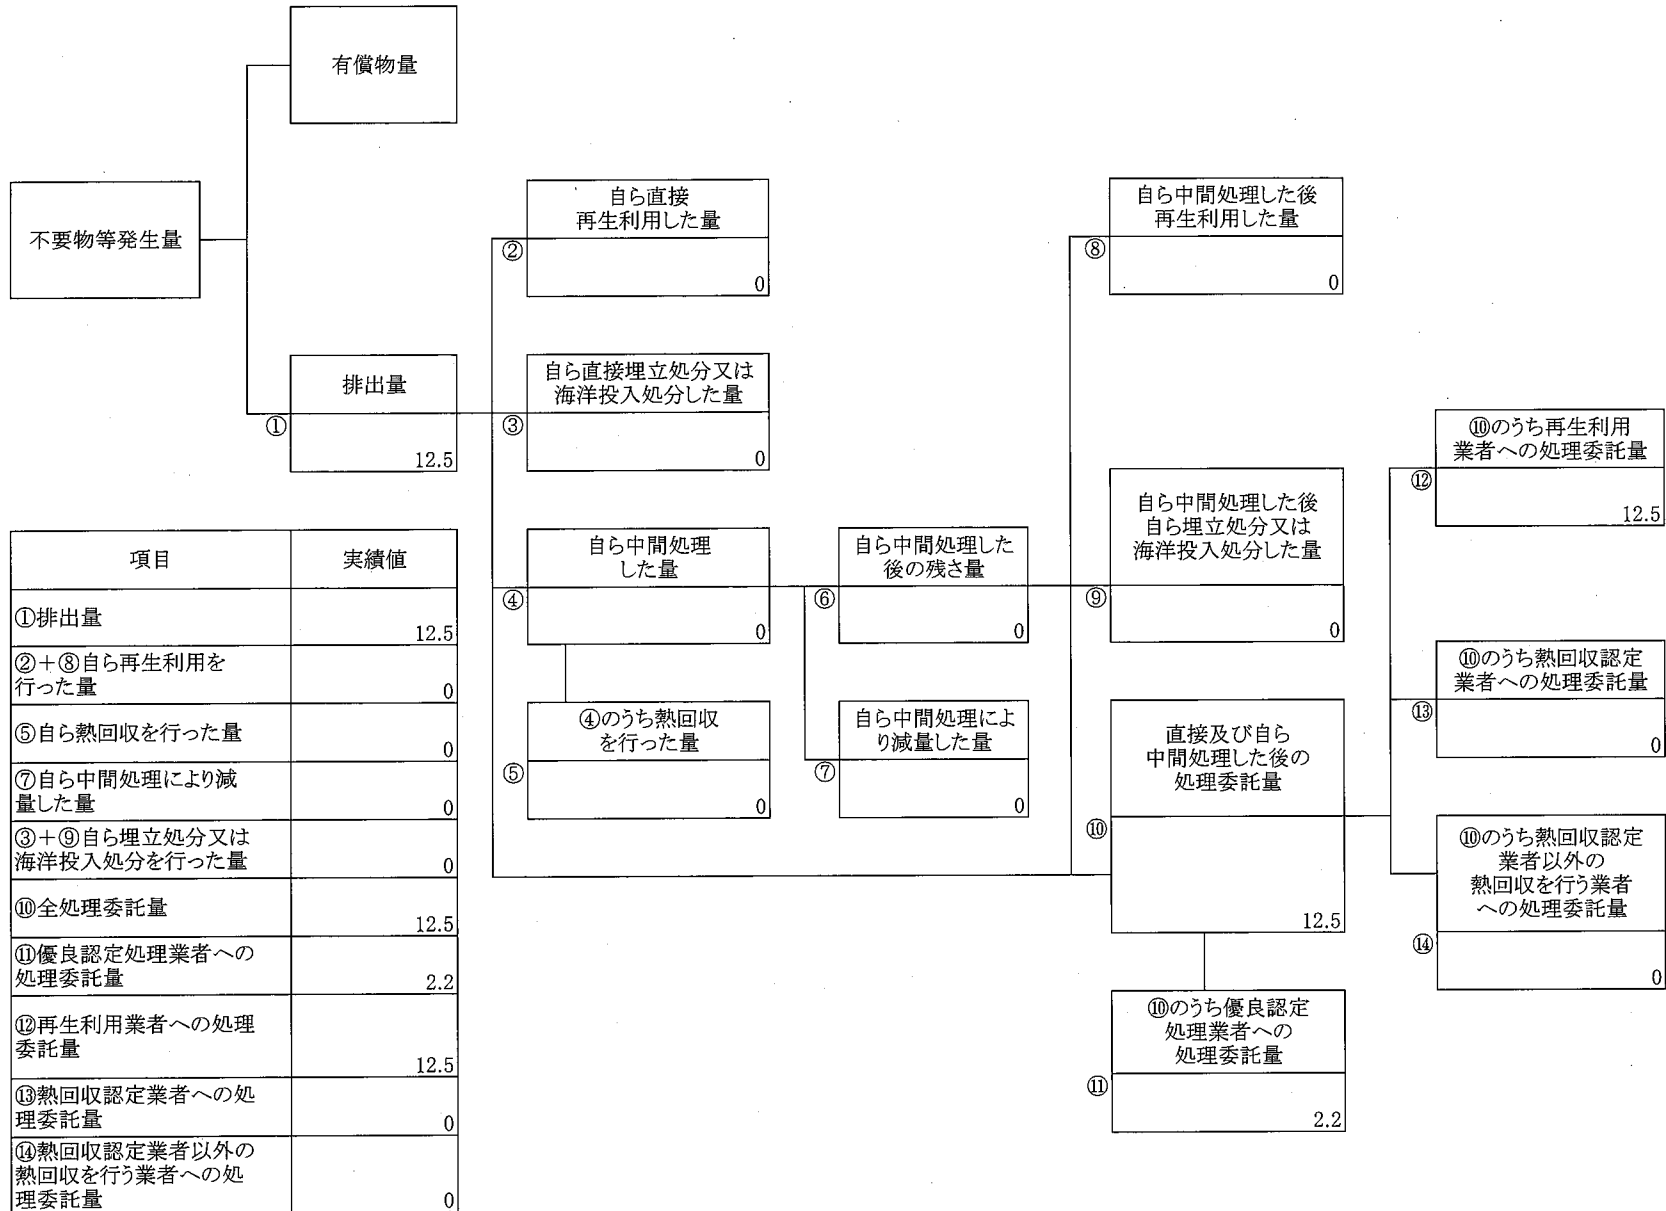 有償物量
不要物等発生量
排出量
①
12.5
自ら直接
再生利用した量
②
0
自ら直接埋立処分又は
海洋投入処分した量
③
0
自ら中間処理
した量
④
0
④のうち熱回収
を行った量
⑤
0
自ら中間処理した
後の残さ量
⑥
0
自ら中間処理によ
り減量した量
⑦
0
自ら中間処理した後
再生利用した量
⑧
0
自ら中間処理した後
自ら埋立処分又は
海洋投入処分した量
⑨
0
直接及び自ら
中間処理した後の
処理委託量
⑩
12.5
⑩のうち優良認定
処理業者への
処理委託量
⑪
2.2
⑩のうち再生利用
業者への処理委託量
⑫
12.5
⑩のうち熱回収認定
業者への処理委託量
⑬
0
⑩のうち熱回収認定
業者以外の
熱回収を行う業者
への処理委託量
⑭
0
項目 実績値
①排出量 12.5
②+⑧自ら再生利用を
行った量 0
⑤自ら熱回収を行った量 0
⑦自ら中間処理により減
量した量 0
③+⑨自ら埋立処分又は
海洋投入処分を行った量 0
⑩全処理委託量 12.5
⑪優良認定処理業者への
処理委託量 2.2
⑫再生利用業者への処理
委託量 12.5
⑬熱回収認定業者への処
理委託量 0
⑭熱回収認定業者以外の
熱回収を行う業者への処
理委託量 0